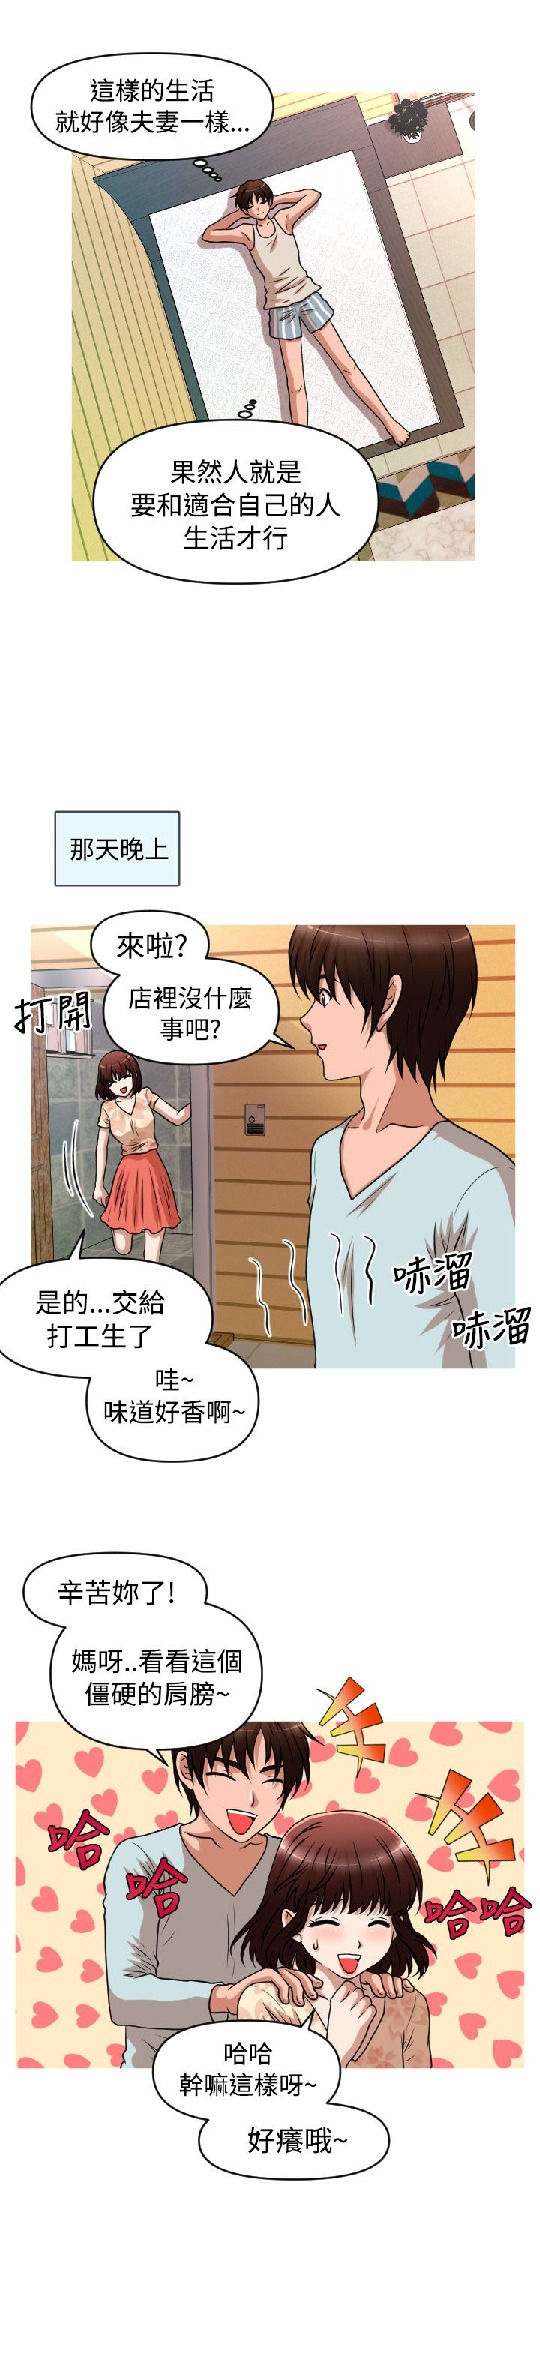 這樣的生活
就好像夫妻一樣...
果然人就是
要和適合自己的人
生活才行
那天晚上
來啦?
店裡沒什麼
事吧?
打開
是的...交給
打工生了
哇~
味道好香啊~
哧溜
哧溜
辛苦妳了!
媽呀..看看這個
僵硬的肩膀~
哈
哈
哈哈
哈哈
幹嘛這樣呀~
好癢哦~